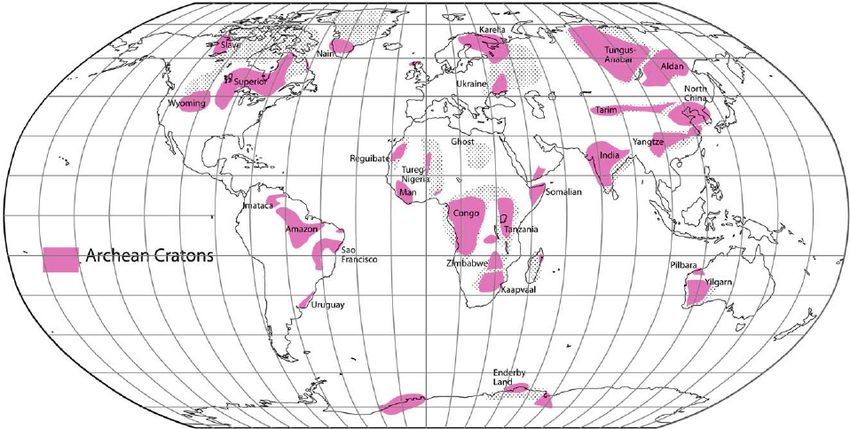 Karelia
Slave
Nain
Tungus-
Anabar
Aldan
Superior
Ukraine
Wyoming
North
China
Tarim
Ghost
Yangtze
Reguibate
India
Tureg-
Nigeria
Man
Somalian
Imataca
Congo
Amazon
Tanzania
Sao
Francisco
Archean Cratons
Zimbabwe
Pilbara
Yilgarn
Kaapvaal
Uruguay
Enderby
Land